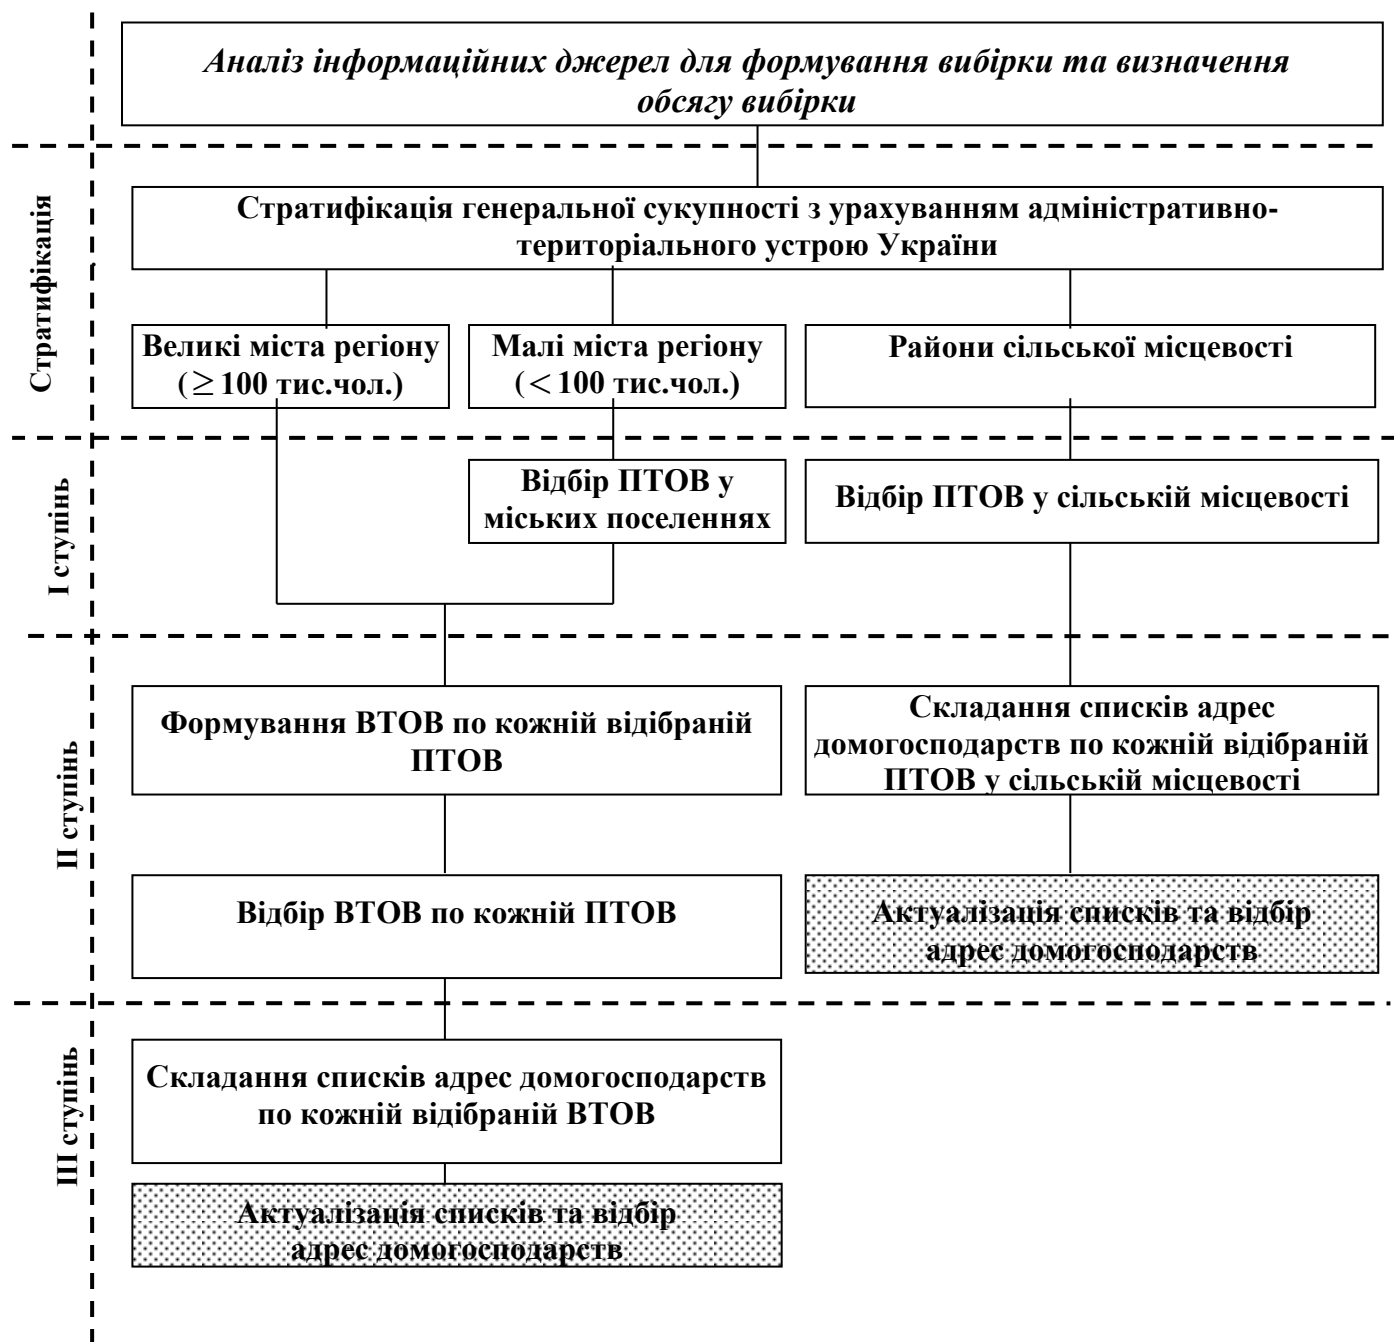 Аналіз інформаційних джерел для формування вибірки та визначення
обсягу вибірки
Стратифікація
Стратифікація генеральної сукупності з урахуванням адміністративно-
територіального устрою України
Великі міста регіону
(≥100 тис.чол.)
Малі міста регіону
(<100 тис.чол.)
Райони сільської місцевості
І ступінь
Відбір ПТОВ у
міських поселеннях
Відбір ПТОВ у сільській місцевості
ІІ ступінь
Формування ВТОВ по кожній відібраній
ПТОВ
Складання списків адрес
домогосподарств по кожній відібраній
ПТОВ у сільській місцевості
Відбір ВТОВ по кожній ПТОВ
Актуалізація списків та відбір
адрес домогосподарств
ІІІ ступінь
Складання списків адрес домогосподарств
по кожній відібраній ВТОВ
Актуалізація списків та відбір
адрес домогосподарств